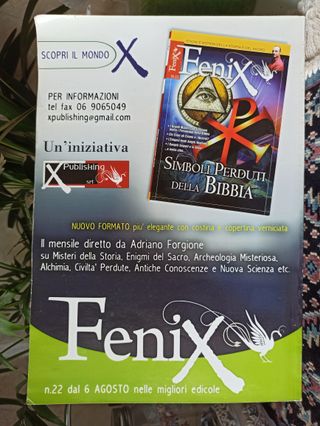 SCOPRI IL MONDO X
PER INFORMAZIONI
tel fax 06 9065049
xpublishing@gmail.com
Un'iniziativa
X Publishing
srl
FeniX
SIMBOLI PERDUTI
DELLA BIBBIA
NUOVO FORMATO piu' elegante con costina e copertina verniciata
Il mensile diretto da Adriano Forgione
su Misteri della Storia, Enigmi del Sacro, Archeologia Misteriosa,
Alchimia, Civilta' Perdute, Antiche Conoscenze e Nuova Scienza etc.
FeniX
n.22 dal 6 AGOSTO nelle migliori edicole